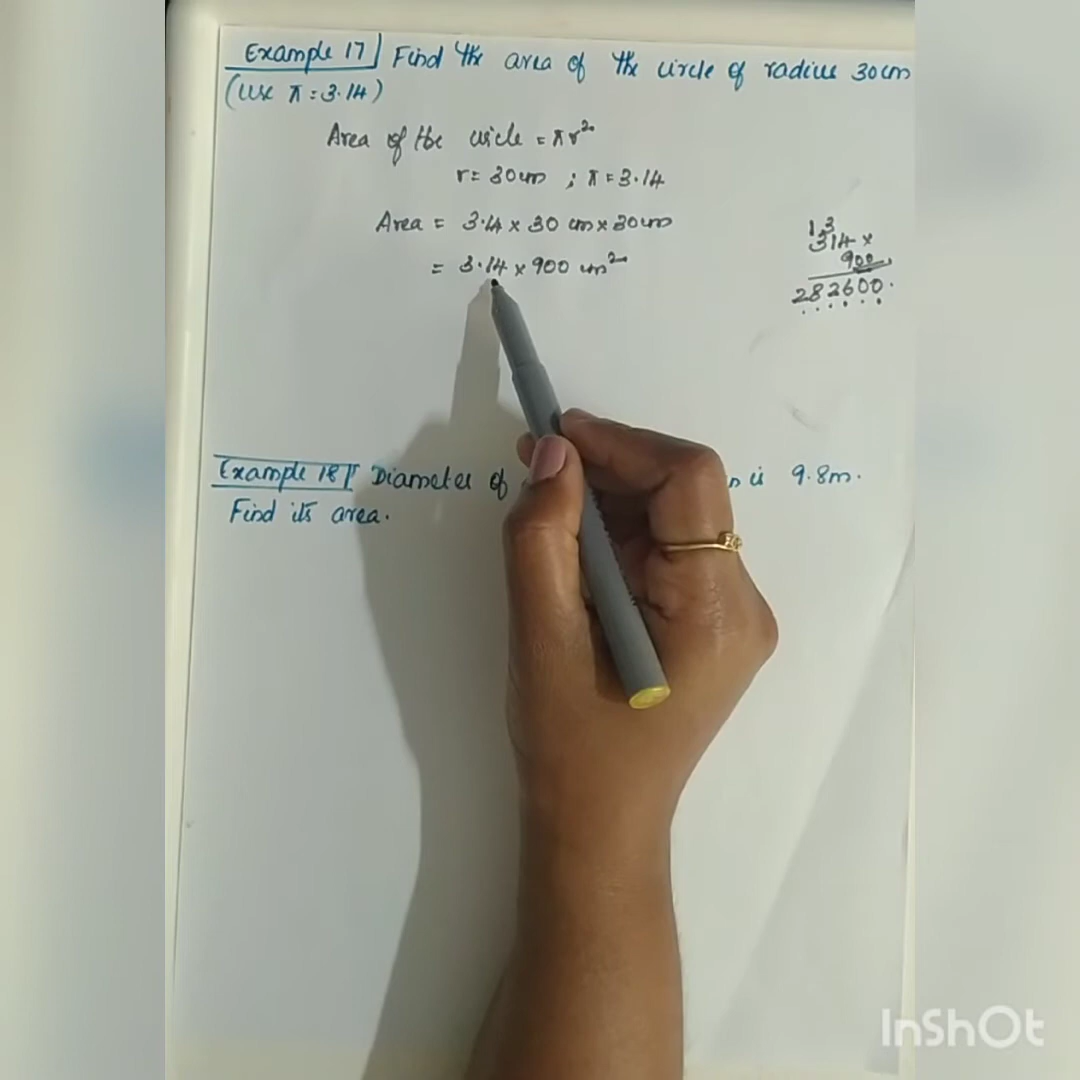 Example 17 Find the area of the circle of radius 30cm
(use π = 3.14)
Area of the circle = πr²
r = 30cm ; π = 3.14
Area = 3.14 × 30 cm × 30cm
= 3.14 × 900 cm²
1 3
314 ×
900
282600.
Example 18 Diameter of is 9.8m.
Find its area.
InShOt